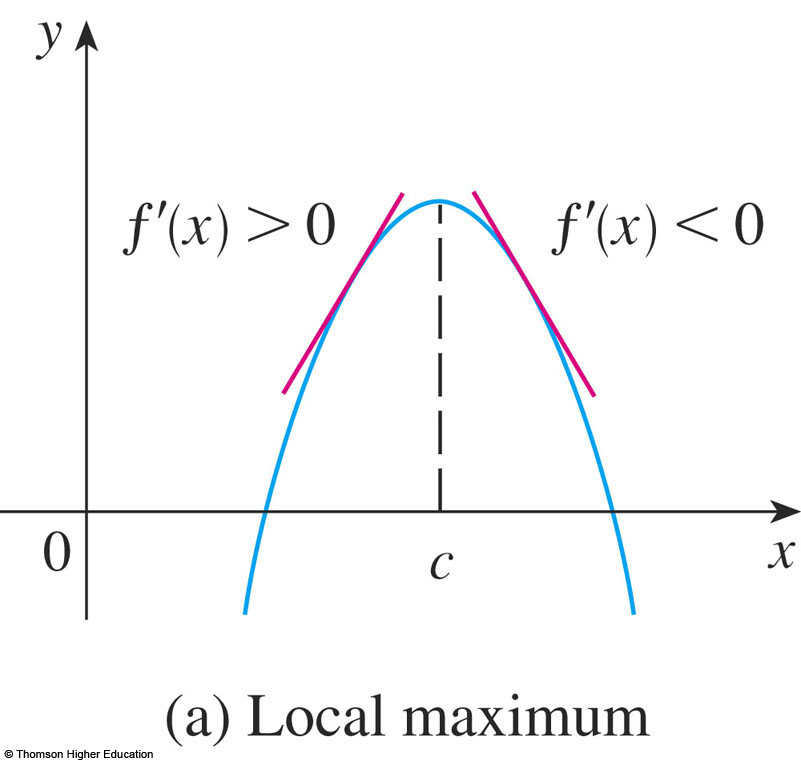 y
f′(x) > 0
f′(x) < 0
0
c
x
(a) Local maximum
© Thomson Higher Education